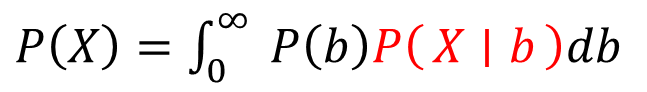 P(X) = ∫₀^∞ P(b)P( X | b )db